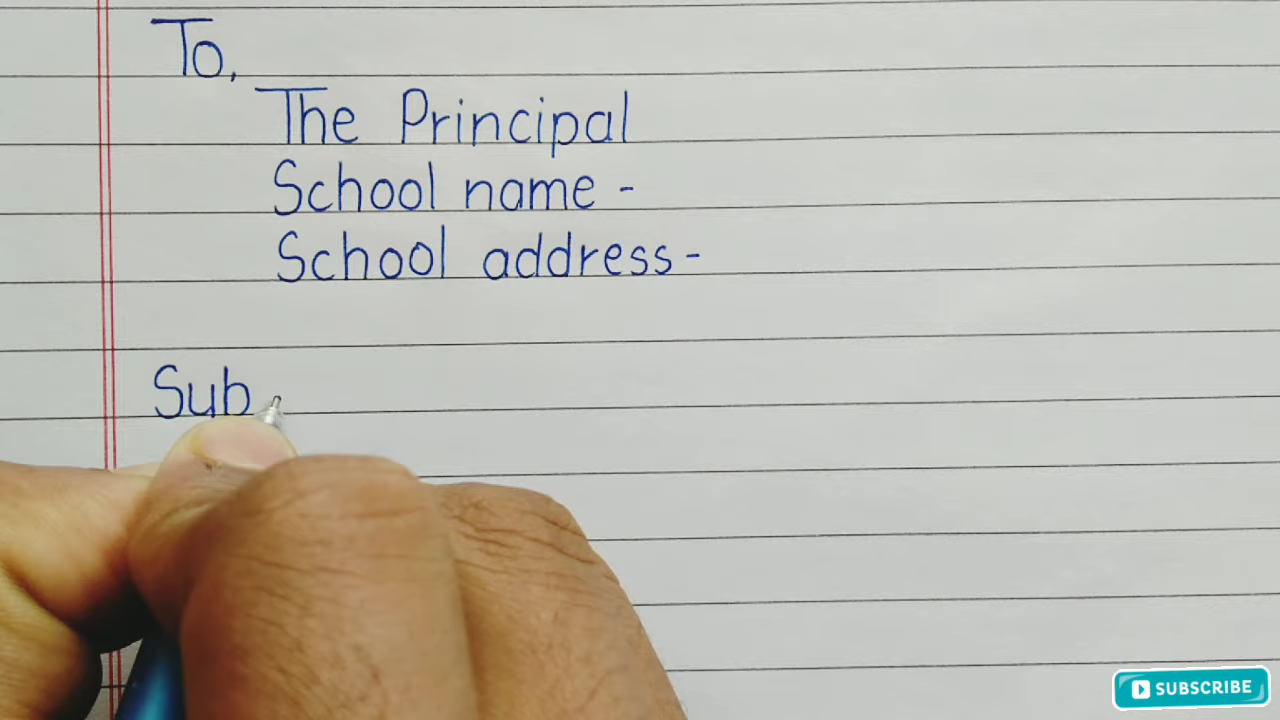 To,
The Principal
School name -
School address -
Sub
SUBSCRIBE